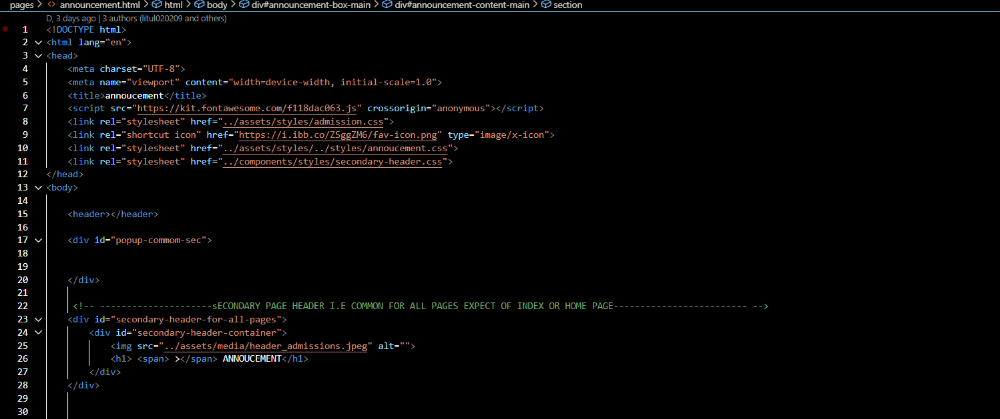 pages > announcement.html > html > body > div#announcement-box-main > div#announcement-content-main > section
D, 3 days ago | 3 authors (litul020209 and others)
1 <!DOCTYPE html>
2 <html lang="en">
3 <head>
4 <meta charset="UTF-8">
5 <meta name="viewport" content="width=device-width, initial-scale=1.0">
6 <title>annoucement</title>
7 <script src="https://kit.fontawesome.com/f118dac063.js" crossorigin="anonymous"></script>
8 <link rel="stylesheet" href="../assets/styles/admission.css">
9 <link rel="shortcut icon" href="https://i.ibb.co/ZSggZM6/fav-icon.png" type="image/x-icon">
10 <link rel="stylesheet" href="../assets/styles/../styles/annoucement.css">
11 <link rel="stylesheet" href="../components/styles/secondary-header.css">
12 </head>
13 <body>
14
15 <header></header>
16
17 <div id="popup-commom-sec">
18
19
20 </div>
21
22 <!-- ---------------------sECONDARY PAGE HEADER I.E COMMON FOR ALL PAGES EXPECT OF INDEX OR HOME PAGE------------------------- -->
23 <div id="secondary-header-for-all-pages">
24 <div id="secondary-header-container">
25 <img src="../assets/media/header_admissions.jpeg" alt="">
26 <h1> <span> ></span> ANNOUCEMENT</h1>
27 </div>
28 </div>
29
30